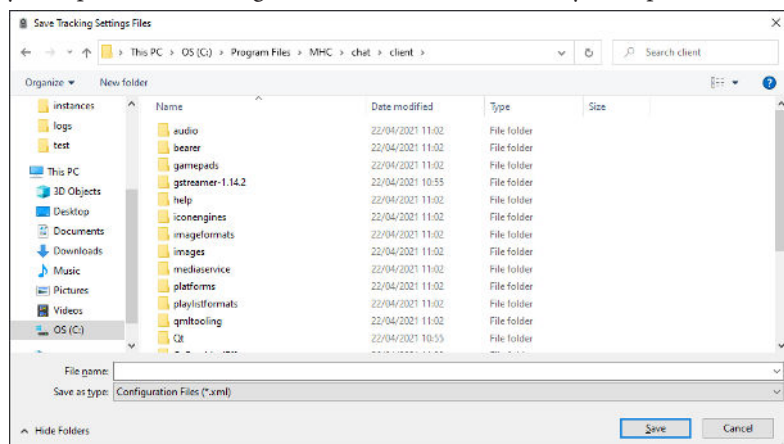 Save Tracking Settings Files
This PC > OS (C:) > Program Files > MHC > chat > client >
Search client
Organize
New folder
instances
logs
test
This PC
3D Objects
Desktop
Documents
Downloads
Music
Pictures
Videos
OS (C:)
Name Date modified Type Size
audio 22/04/2021 11:02 File folder
bearer 22/04/2021 11:02 File folder
gamepads 22/04/2021 11:02 File folder
gstreamer-1.14.2 22/04/2021 10:55 File folder
help 22/04/2021 11:02 File folder
iconengines 22/04/2021 11:02 File folder
imageformats 22/04/2021 11:02 File folder
images 22/04/2021 11:02 File folder
mediaservice 22/04/2021 11:02 File folder
platforms 22/04/2021 11:02 File folder
playlistformats 22/04/2021 11:02 File folder
qmltooling 22/04/2021 11:02 File folder
Qt 22/04/2021 10:55 File folder
File name:
Save as type: Configuration Files (*.xml)
Hide Folders
Save
Cancel